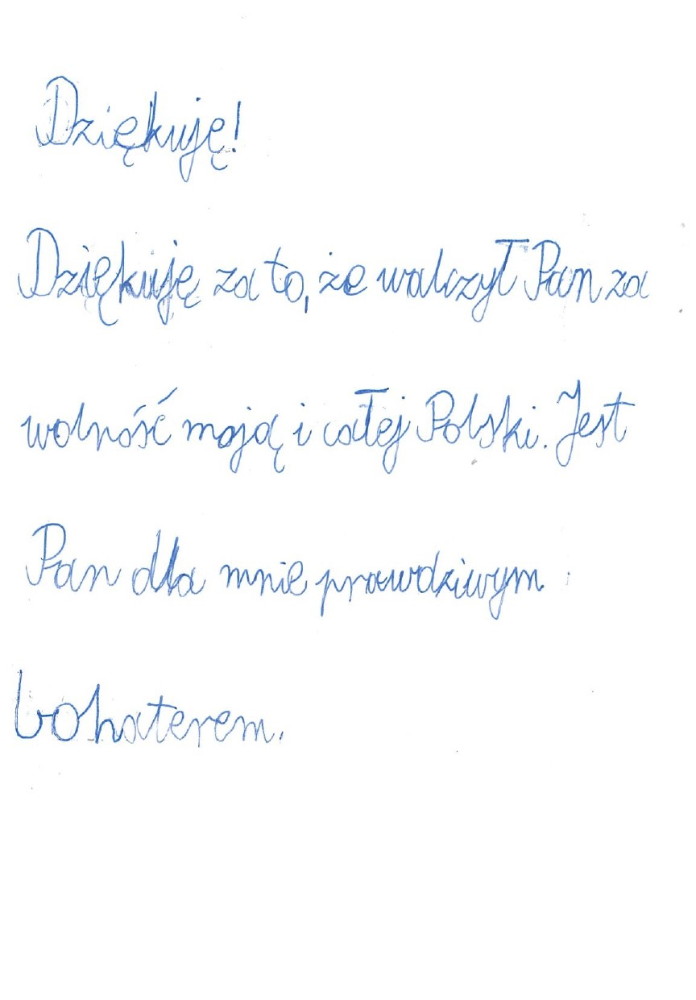 Dziękuję!
Dziękuję za to, że walczył Pan za
wolność moją i całej Polski. Jest
Pan dla mnie prawdziwym
bohaterem.